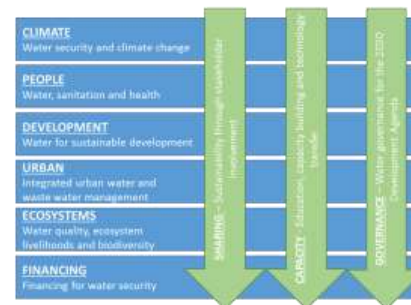 CLIMATE
Water security and climate change
PEOPLE
Water, sanitation and health
DEVELOPMENT
Water for sustainable development
URBAN
Integrated urban water and
waste water management
ECOSYSTEMS
Water quality, ecosystem
livelihoods and biodiversity
FINANCING
Financing for water security
SHARING - Sustainability through stakeholder
involvement
CAPACITY - Education, capacity building and technology
transfer
GOVERNANCE - Water governance for the 2030
Development Agenda